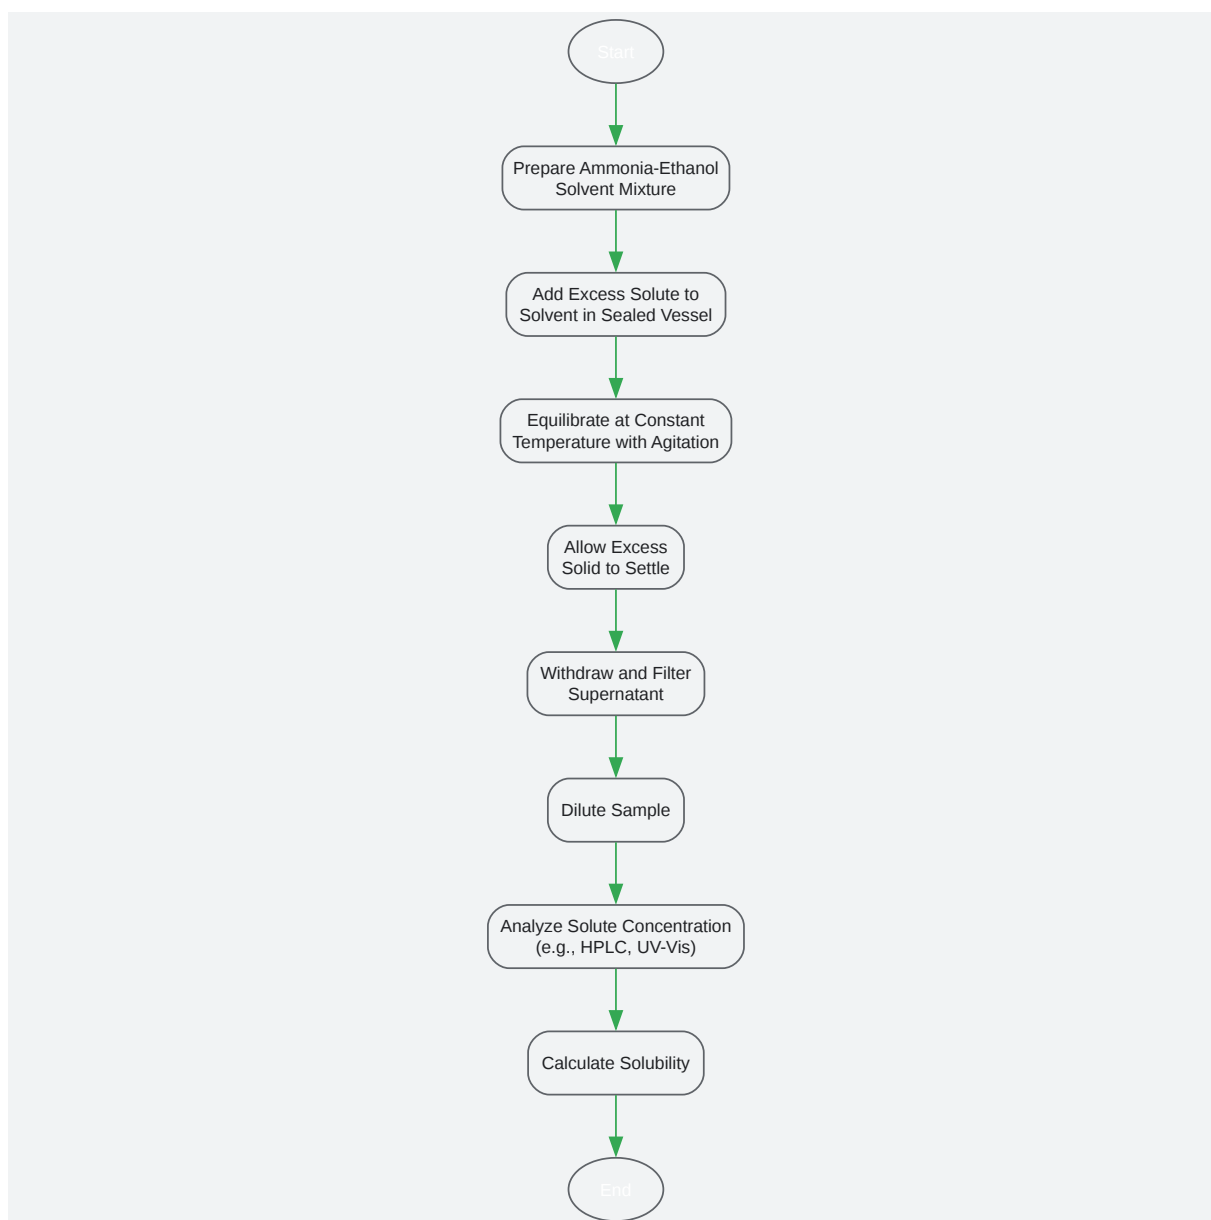 Start
Prepare Ammonia-Ethanol
Solvent Mixture
Add Excess Solute to
Solvent in Sealed Vessel
Equilibrate at Constant
Temperature with Agitation
Allow Excess
Solid to Settle
Withdraw and Filter
Supernatant
Dilute Sample
Analyze Solute Concentration
(e.g., HPLC, UV-Vis)
Calculate Solubility
End